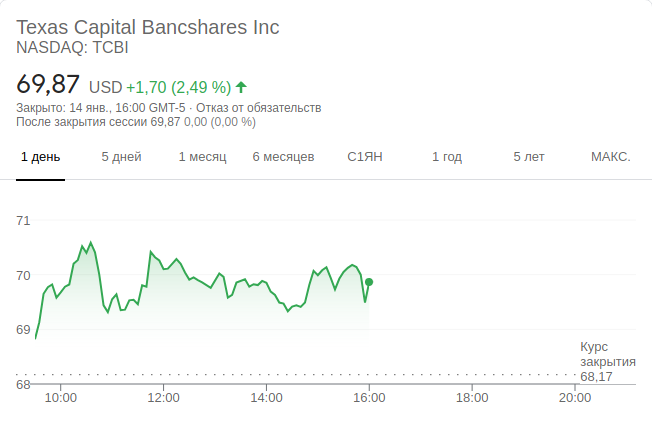 Texas Capital Bancshares Inc
NASDAQ: TCBI
69,87 USD +1,70 (2,49 %)
Закрыто: 14 янв., 16:00 GMT-5 · Отказ от обязательств
После закрытия сессии 69,87 0,00 (0,00 %)
1 день 5 дней 1 месяц 6 месяцев С1ЯН 1 год 5 лет МАКС.
71
70
69
Курс
закрытия
68,17
68
10:00 12:00 14:00 16:00 18:00 20:00